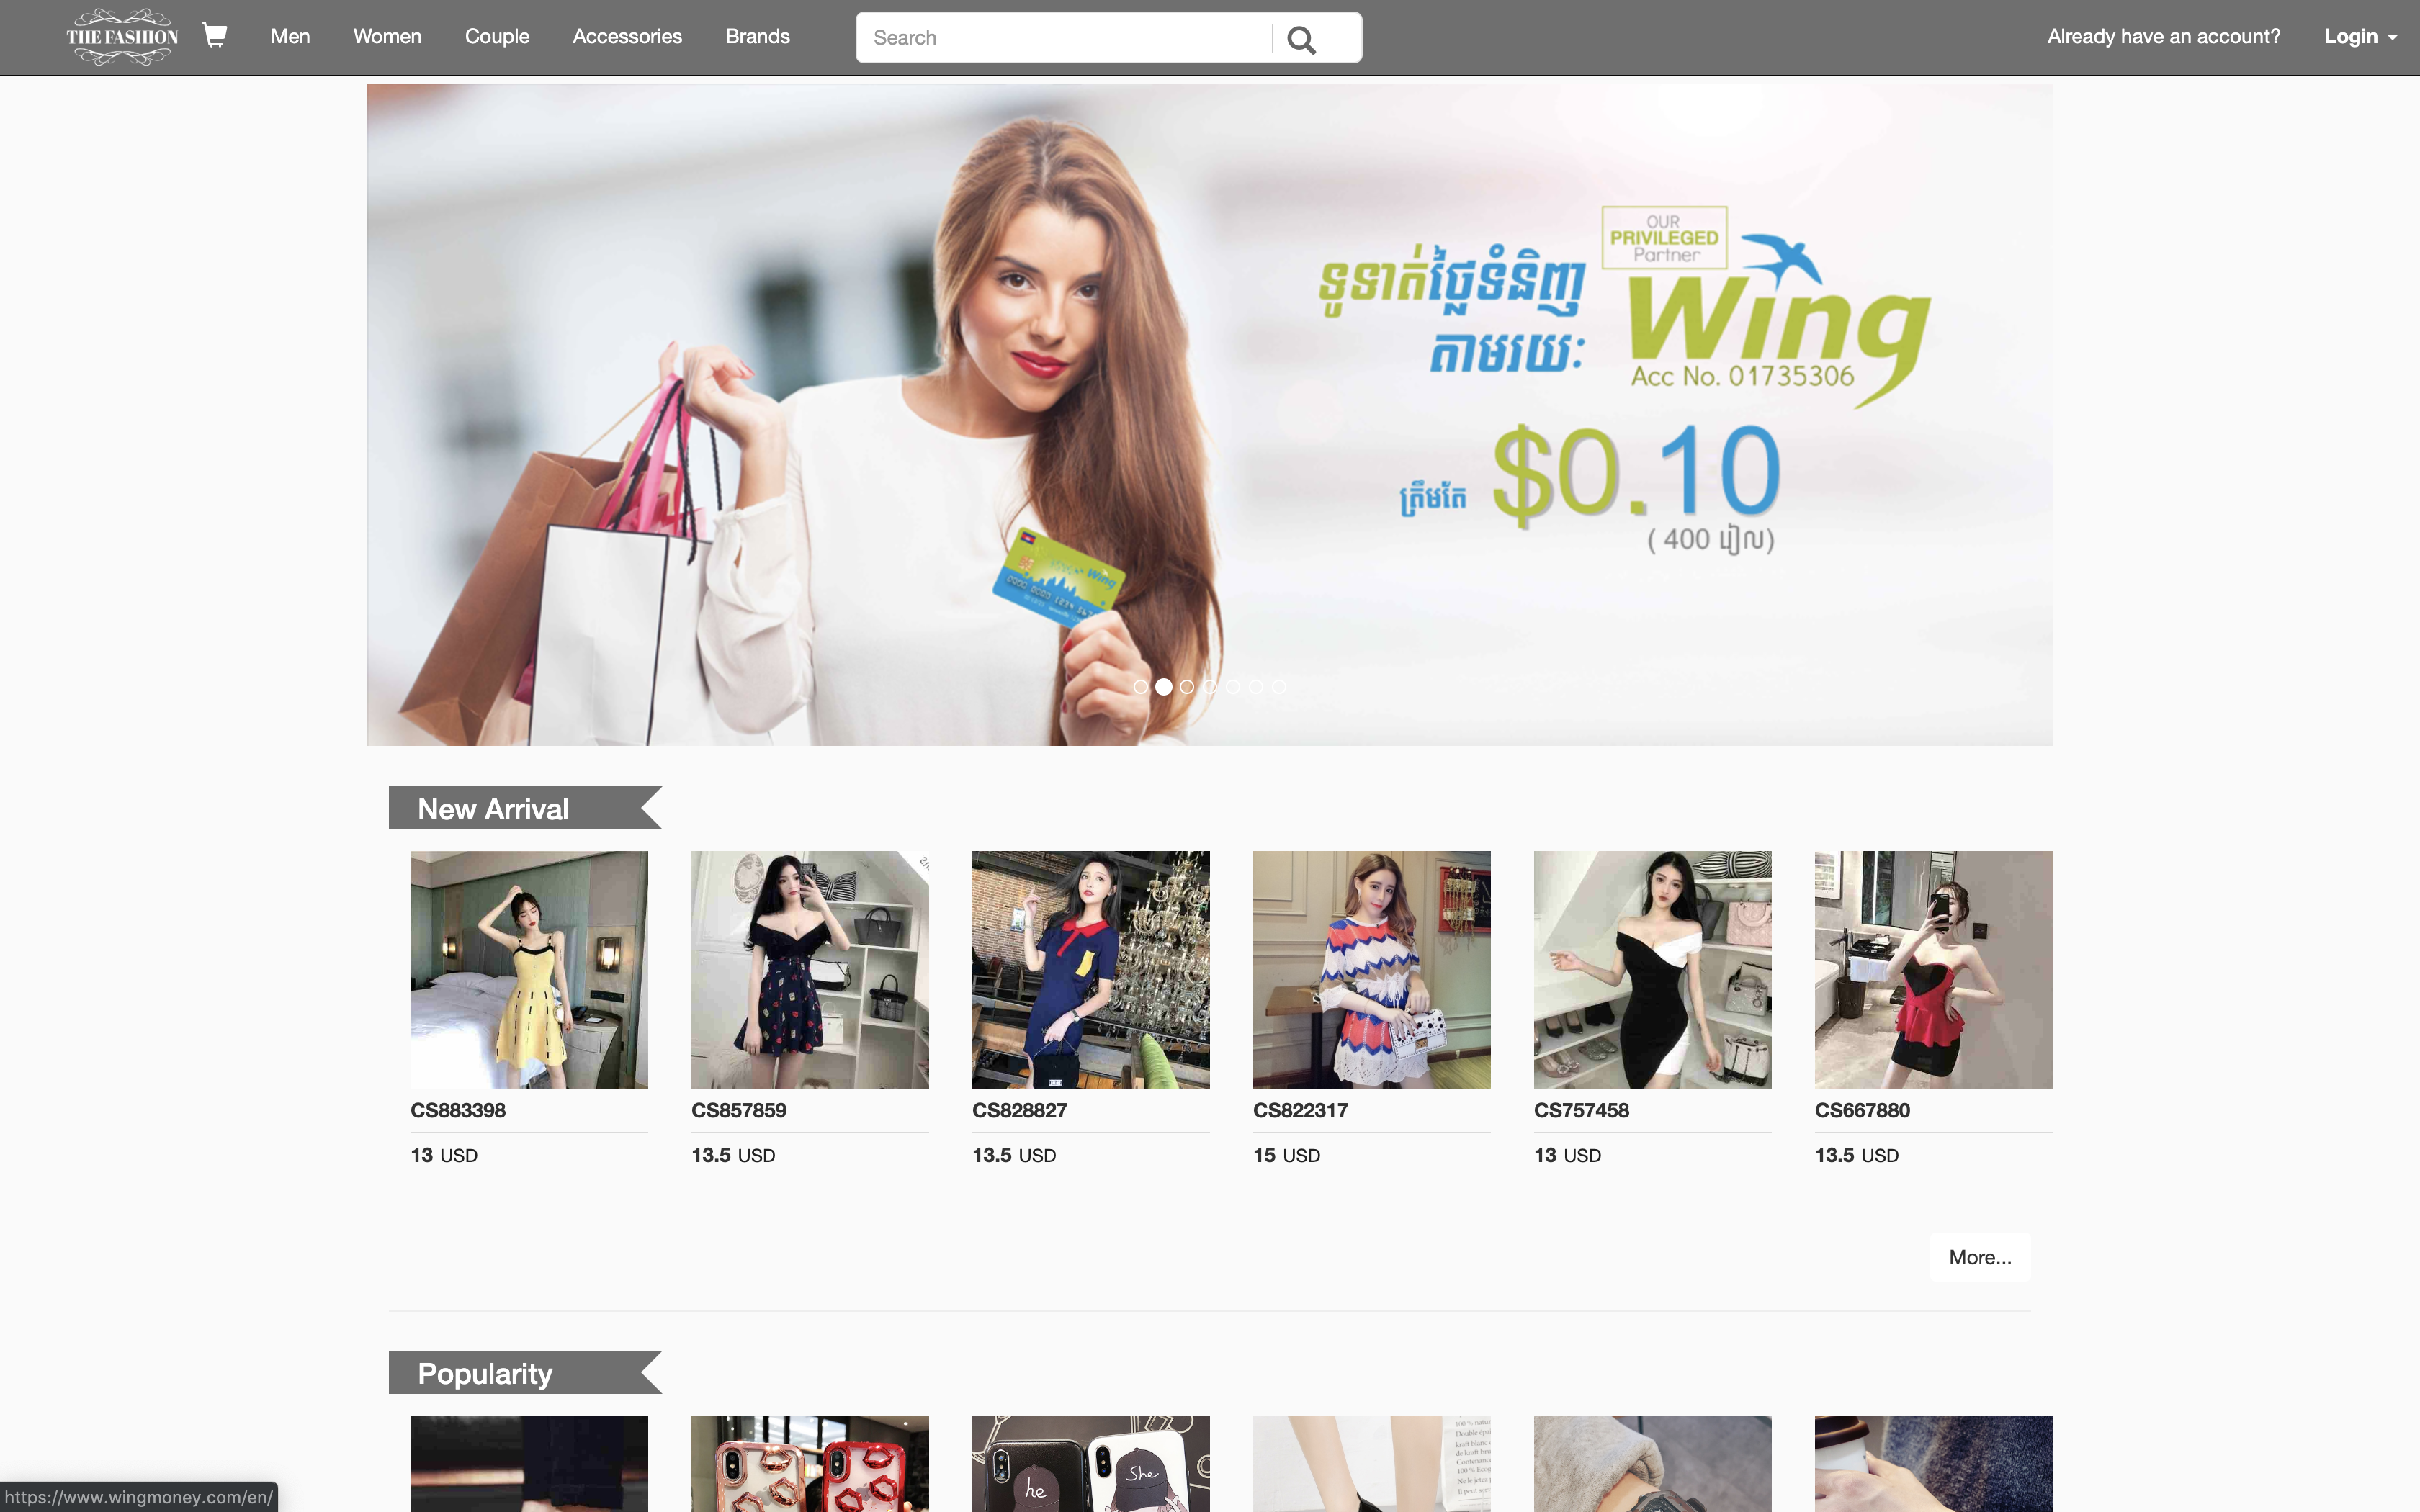 THE FASHION
Men
Women
Couple
Accessories
Brands
Search
Already have an account?
Login
OUR
PRIVILEGED
Partner
ទូទាត់ថ្លៃទំនិញ
តាមរយៈ
Wing
Acc No. 01735306
ត្រឹមតែ $0.10
( 400 រៀល)
Wing
New Arrival
CS883398
13 USD
CS857859
13.5 USD
CS828827
13.5 USD
CS822317
15 USD
CS757458
13 USD
CS667880
13.5 USD
More...
Popularity
he
She
https://www.wingmoney.com/en/